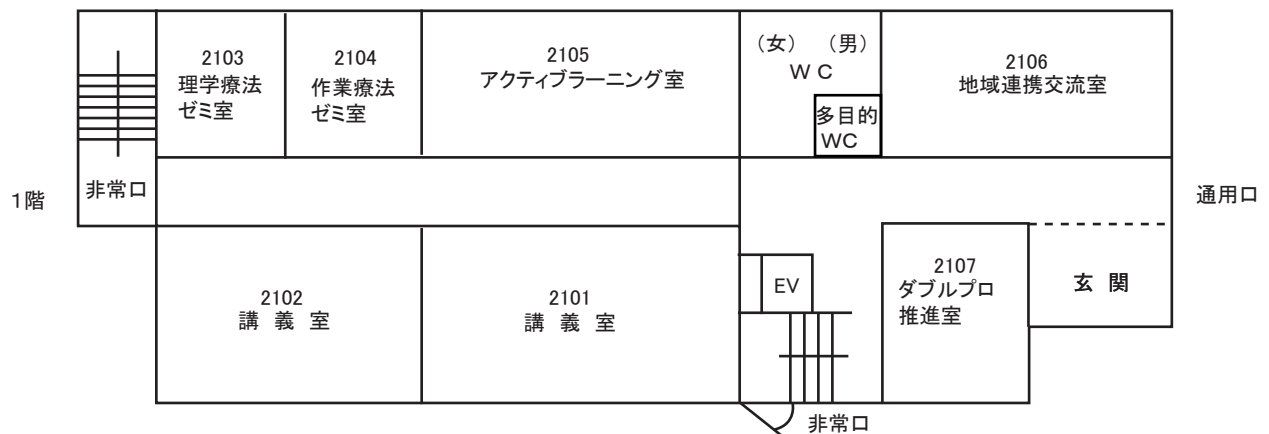 2103
理学療法
ゼミ室
2104
作業療法
ゼミ室
2105
アクティブラーニング室
（女） （男）
ＷＣ
多目的
WC
2106
地域連携交流室
1階
非常口
通用口
2102
講 義 室
2101
講 義 室
EV
2107
ダブルプロ
推進室
玄 関
非常口